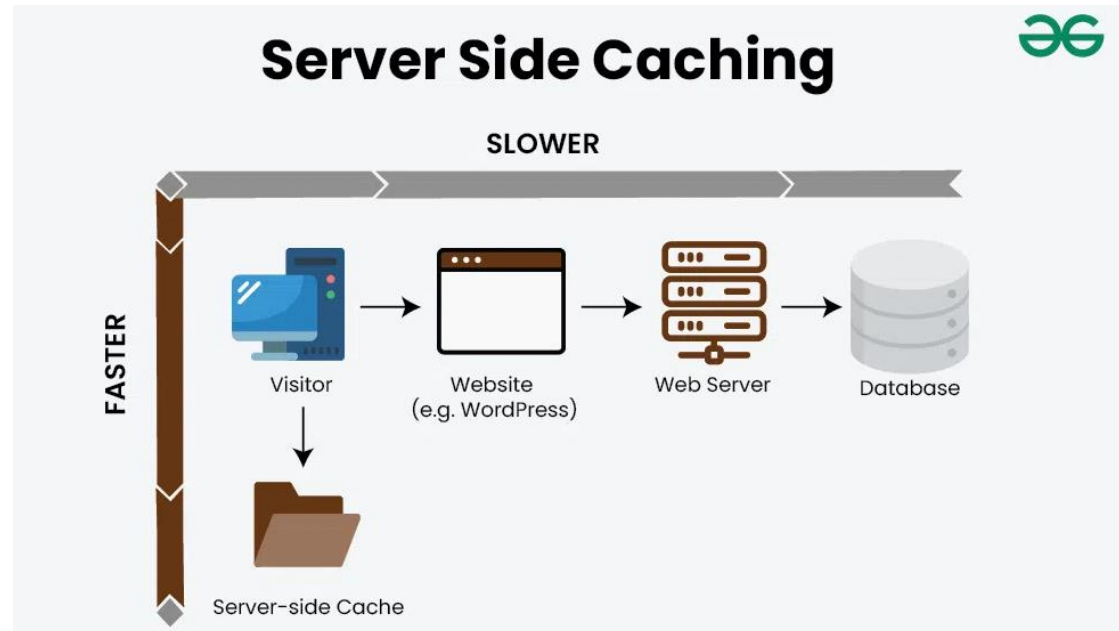 Server Side Caching
SLOWER
FASTER
Visitor
Website
(e.g. WordPress)
Web Server
Database
Server-side Cache